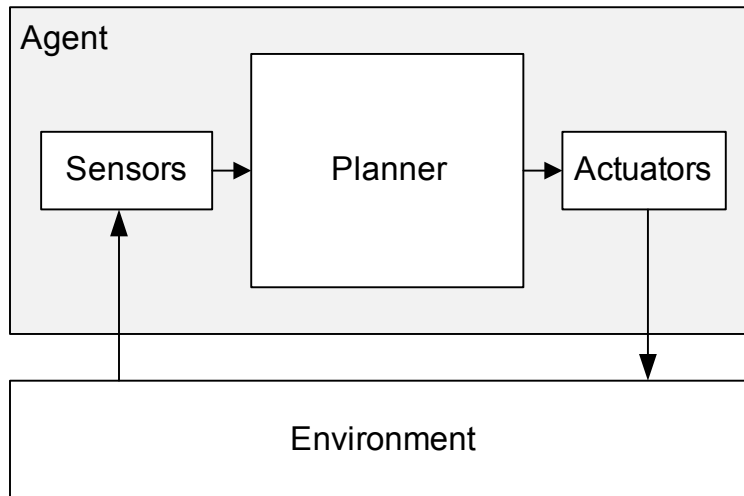 Agent
Sensors
Planner
Actuators
Environment